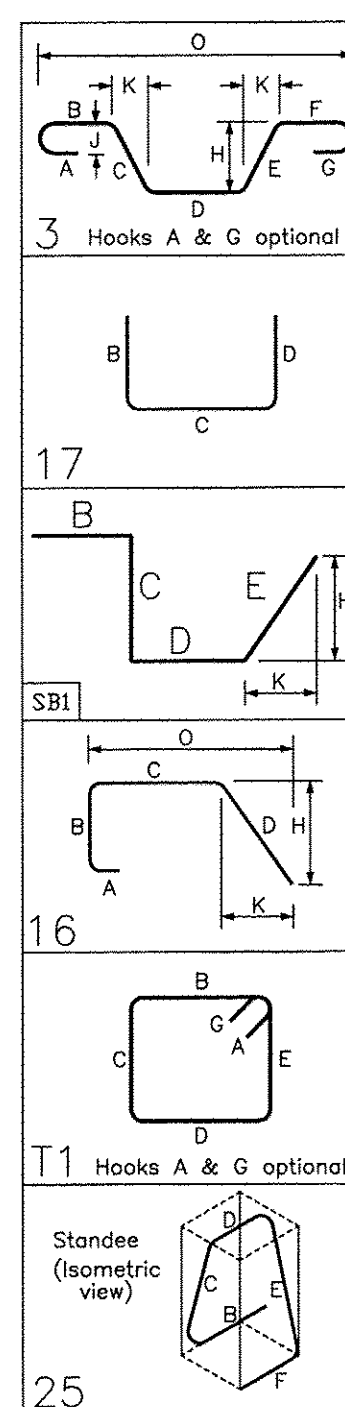 O
K K
B F
J H
A C E G
D
3 Hooks A & G optional
B D
C
17
B
C E H
D
K
SB1
O
C
B D H
A
K
16
B
G
C A E
D
T1 Hooks A & G optional
Standee D
(Isometric
view) C E
B
F
25